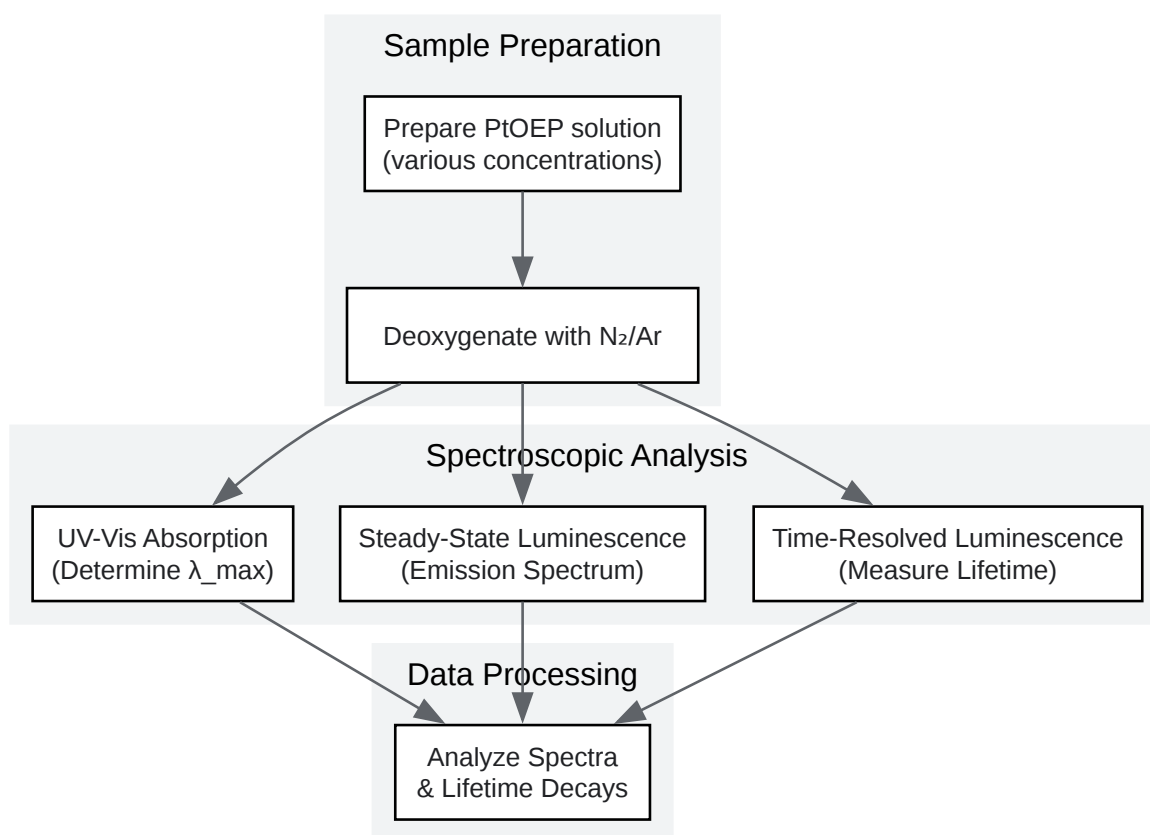 Sample Preparation
Prepare PtOEP solution
(various concentrations)
Deoxygenate with N₂/Ar
Spectroscopic Analysis
UV-Vis Absorption
(Determine λ_max)
Steady-State Luminescence
(Emission Spectrum)
Time-Resolved Luminescence
(Measure Lifetime)
Data Processing
Analyze Spectra
& Lifetime Decays